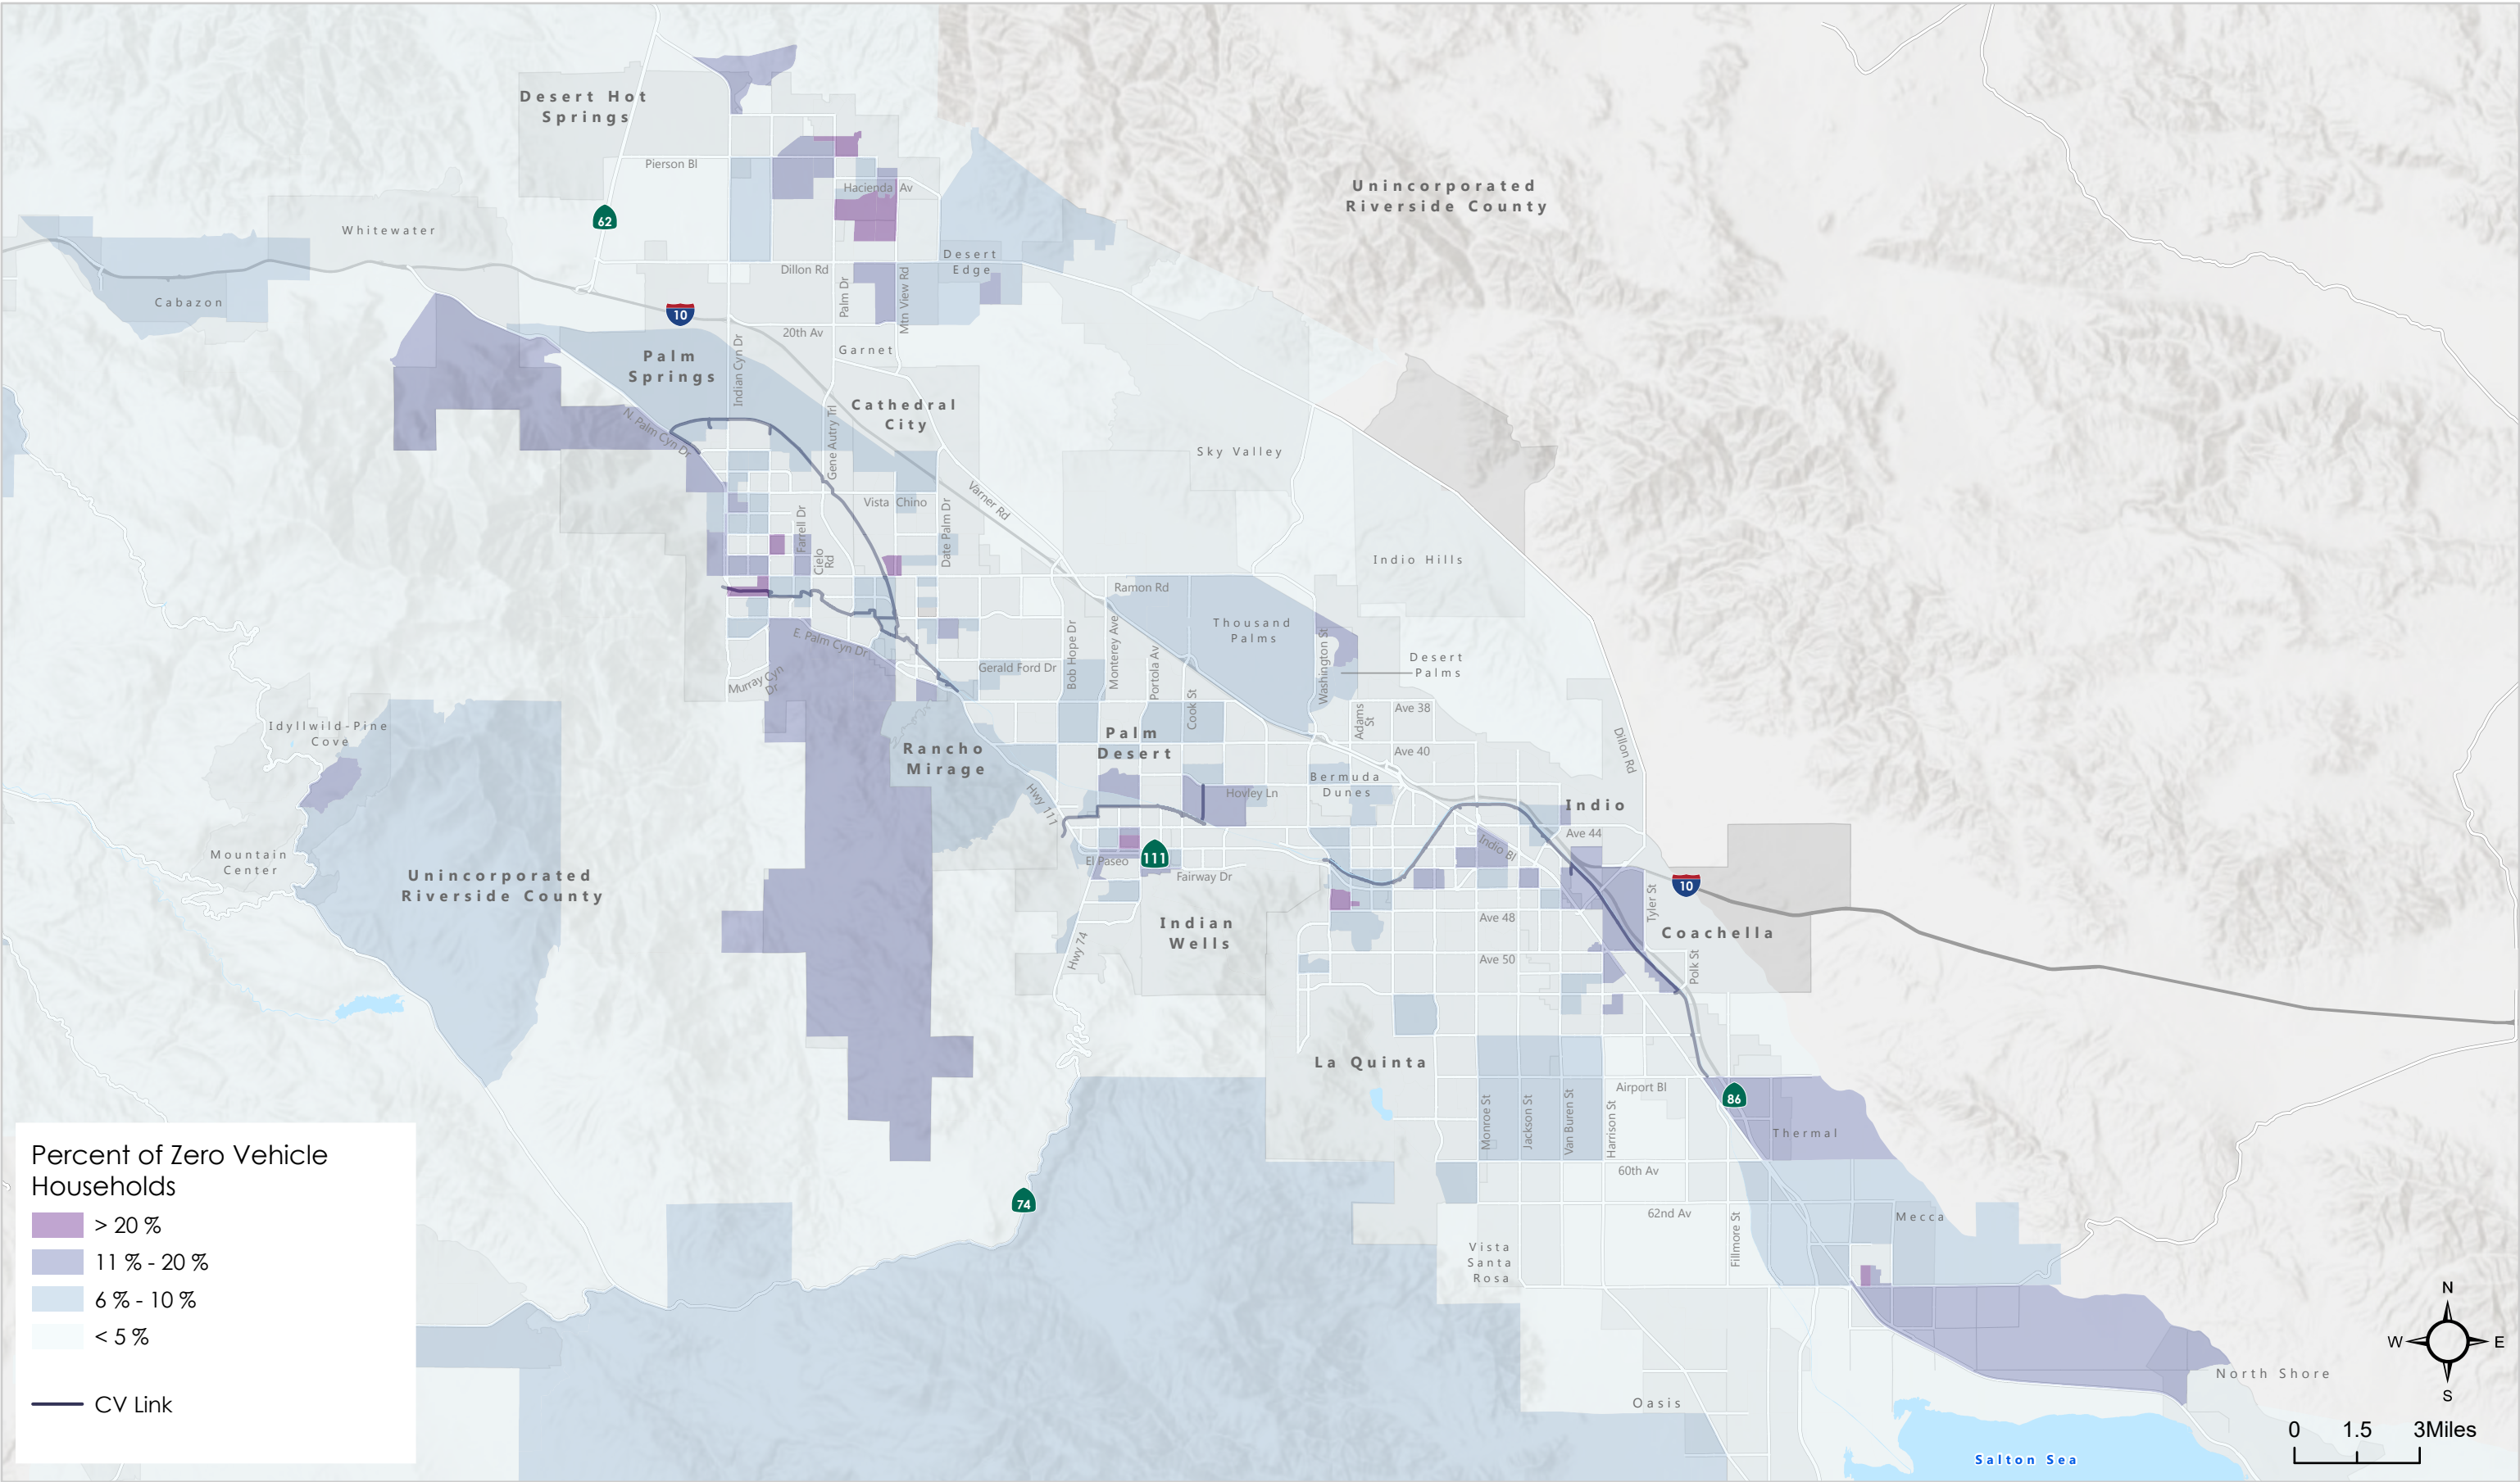 Desert Hot
Springs
Pierson Bl
Hacienda Av
62
Whitewater
Unincorporated
Riverside County
Desert
Edge
Dillon Rd
Palm Dr
Mtn View Rd
Cabazon
10
20th Av
Garnet
Palm
Springs
Indian Cyn Dr
Cathedral
City
N. Palm Cyn Dr
Gene Autry Trl
Sky Valley
Varner Rd
Vista Chino
Farrell Dr
Cielo
Rd
Date Palm Dr
Indio Hills
Ramon Rd
Thousand
Palms
E. Palm Cyn Dr
Gerald Ford Dr
Bob Hope Dr
Monterey Ave
Portola Av
Cook St
Washington St
Desert
Palms
Murray Cyn
Dr
Ave 38
Adams
St
Idyllwild-Pine
Cove
Palm
Desert
Rancho
Mirage
Ave 40
Dillon Rd
Bermuda
Dunes
Hovley Ln
Hwy 111
Indio
Ave 44
Indio Bl
Mountain
Center
El Paseo
111
Fairway Dr
10
Unincorporated
Riverside County
Tyler St
Ave 48
Indian
Wells
Coachella
Hwy 74
Ave 50
Polk St
La Quinta
Airport Bl
86
Monroe St
Jackson St
Van Buren St
Harrison St
Thermal
60th Av
74
62nd Av
Fillmore St
Mecca
Vista
Santa
Rosa
North Shore
Oasis
Salton Sea
Percent of Zero Vehicle
Households
> 20 %
11 % - 20 %
6 % - 10 %
< 5 %
CV Link
N
W
E
S
0 1.5 3Miles